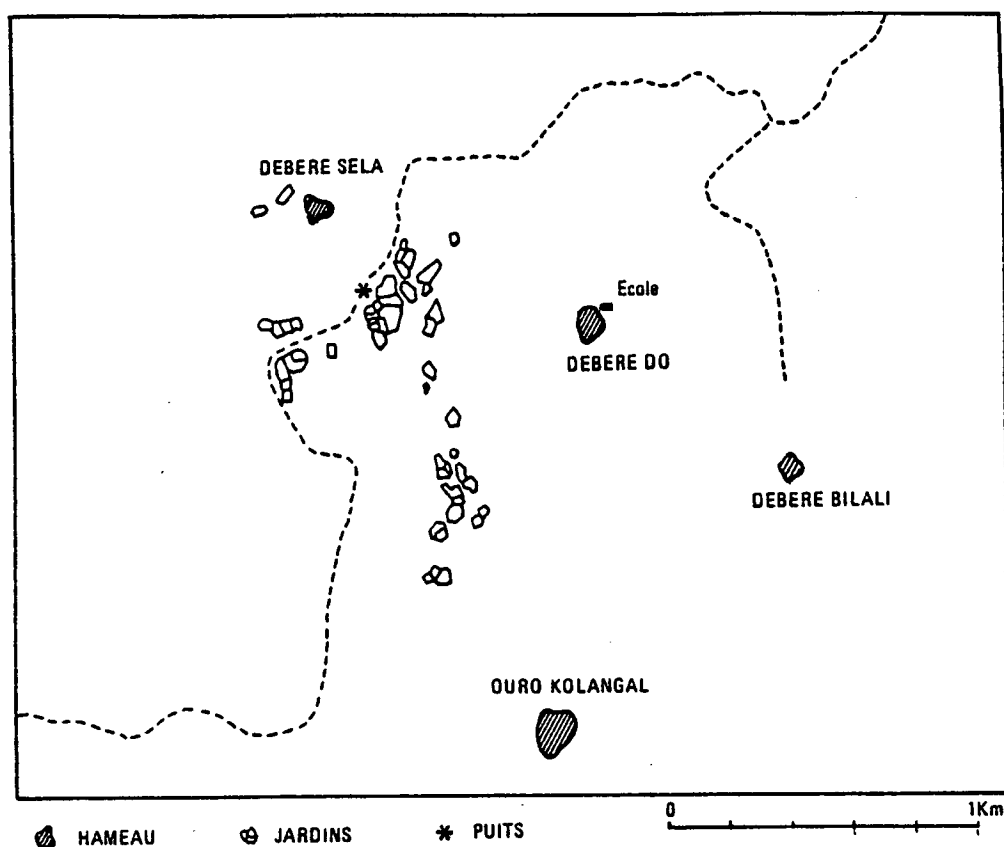 DEBERE SELA
Ecole
DEBERE DO
DEBERE BILALI
OURO KOLANGAL
0 1Km
HAMEAU JARDINS * PUITS